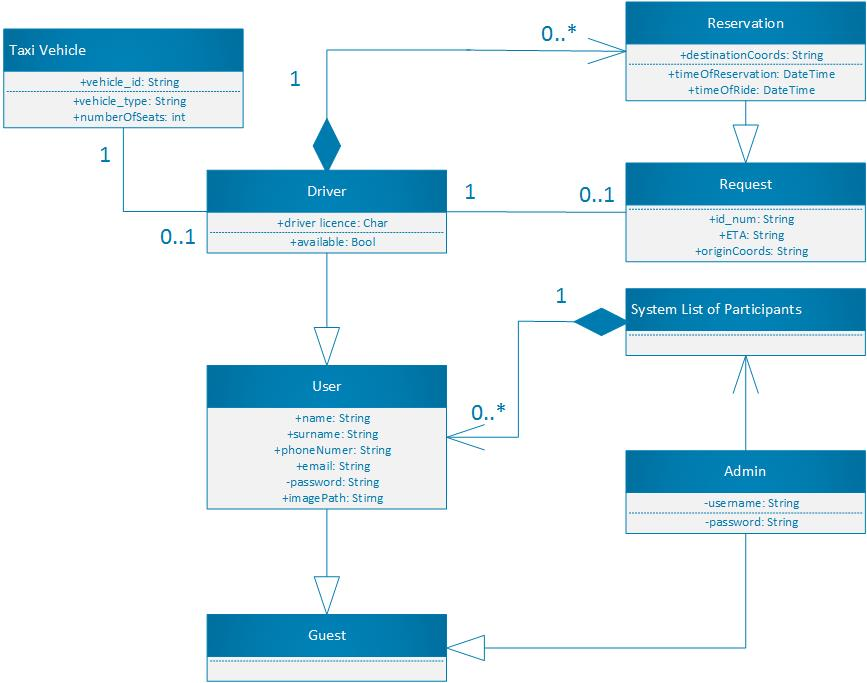 Reservation
+destinationCoords: String
+timeOfReservation: DateTime
+timeOfRide: DateTime
0..*
1
Taxi Vehicle
+vehicle_id: String
+vehicle_type: String
+numberOfSeats: int
1
0..1
Driver
+driver licence: Char
+available: Bool
1
0..1
Request
+id_num: String
+ETA: String
+originCoords: String
1
System List of Participants
0..*
User
+name: String
+surname: String
+phoneNumer: String
+email: String
-password: String
+imagePath: Stirng
Admin
-username: String
-password: String
Guest